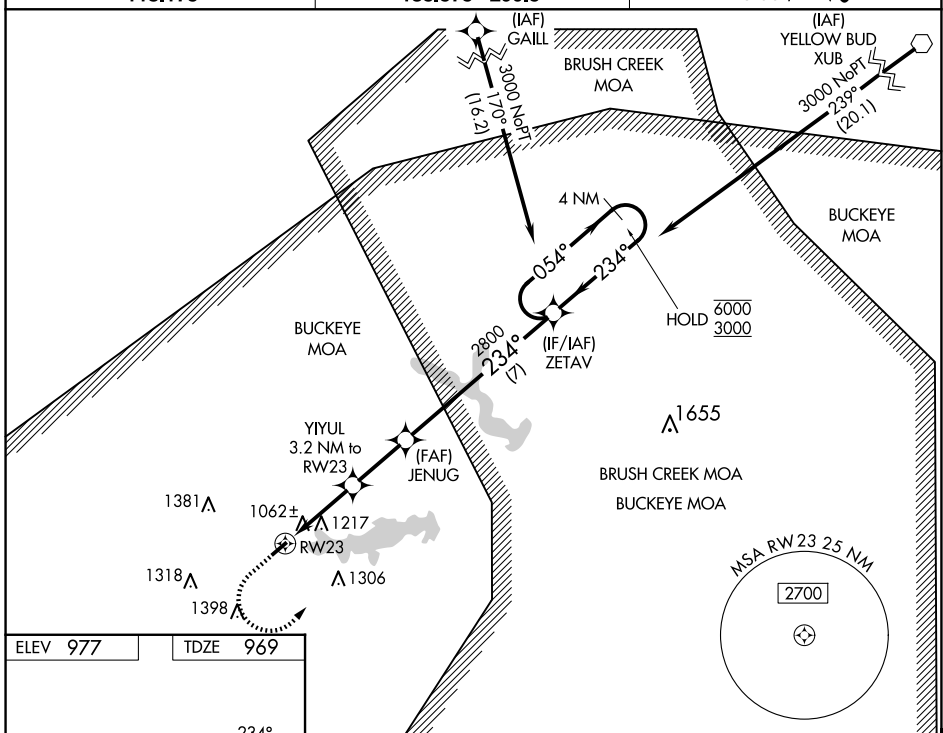 (IAF)
GAILL
(IAF)
YELLOW BUD
XUB
BRUSH CREEK
MOA
3000 NoPT
170°
(16.2)
3000 NoPT
239°
(20.1)
4 NM
BUCKEYE
MOA
054°
234°
HOLD 6000
3000
BUCKEYE
MOA
2800
234°
(7)
(IF/IAF)
ZETAV
1655
YIYUL
3.2 NM to
RW23
(FAF)
JENUG
BRUSH CREEK MOA
BUCKEYE MOA
1381
1062±
1217
RW23
1318
1306
1398
MSA RW23 25 NM
2700
ELEV 977
TDZE 969